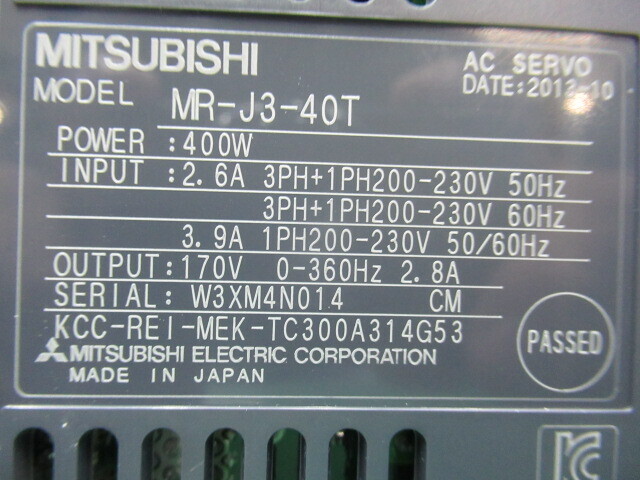 MITSUBISHI
AC SERVO
MODEL MR-J3-40T
DATE:2013-10
POWER :400W
INPUT :2.6A 3PH+1PH200-230V 50Hz
3PH+1PH200-230V 60Hz
3.9A 1PH200-230V 50/60Hz
OUTPUT:170V 0-360Hz 2.8A
SERIAL: W3XM4N014 CM
KCC-REI-MEK-TC300A314G53
MITSUBISHI ELECTRIC CORPORATION
MADE IN JAPAN
PASSED